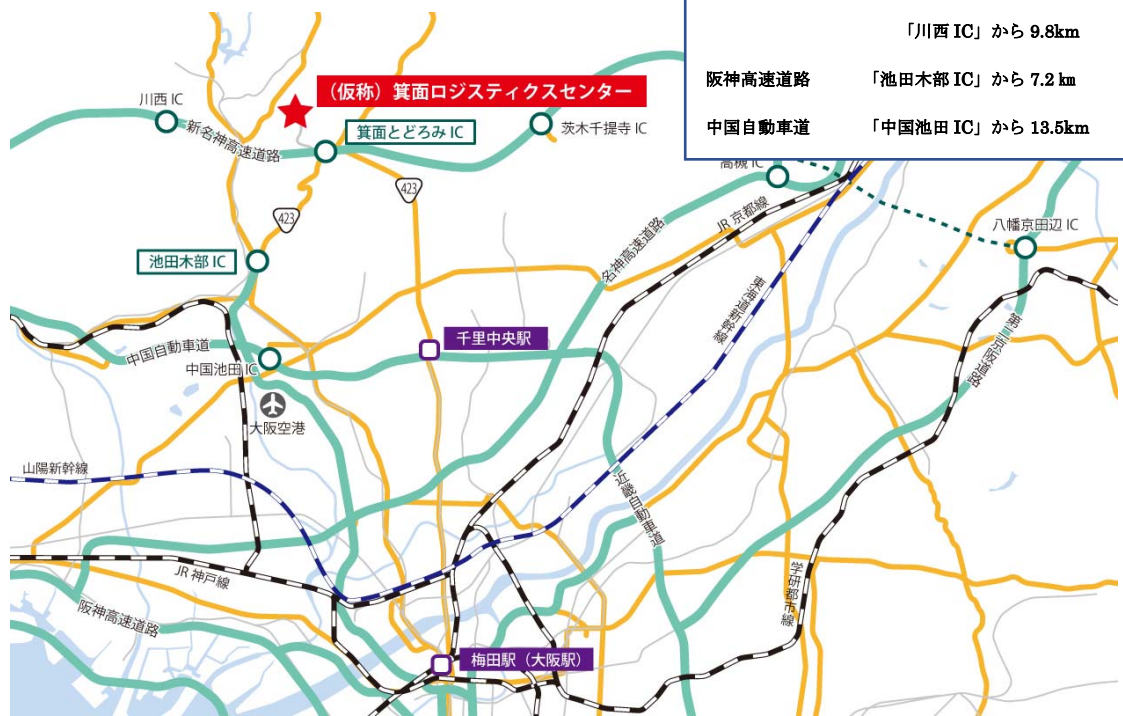 「川西 IC」から 9.8km
阪神高速道路 「池田木部 IC」から 7.2 ㎞
中国自動車道 「中国池田 IC」から 13.5km
(仮称)箕面ロジスティクスセンター
川西 IC
箕面とどろみ IC
茨木千提寺 IC
新名神高速道路
高槻 IC
423
423
JR 京都線
名神高速道路
八幡京田辺 IC
池田木部 IC
東海道新幹線
千里中央駅
第二京阪道路
中国自動車道
中国池田 IC
大阪空港
山陽新幹線
近畿自動車道
JR 神戸線
学研都市線
阪神高速道路
梅田駅(大阪駅)